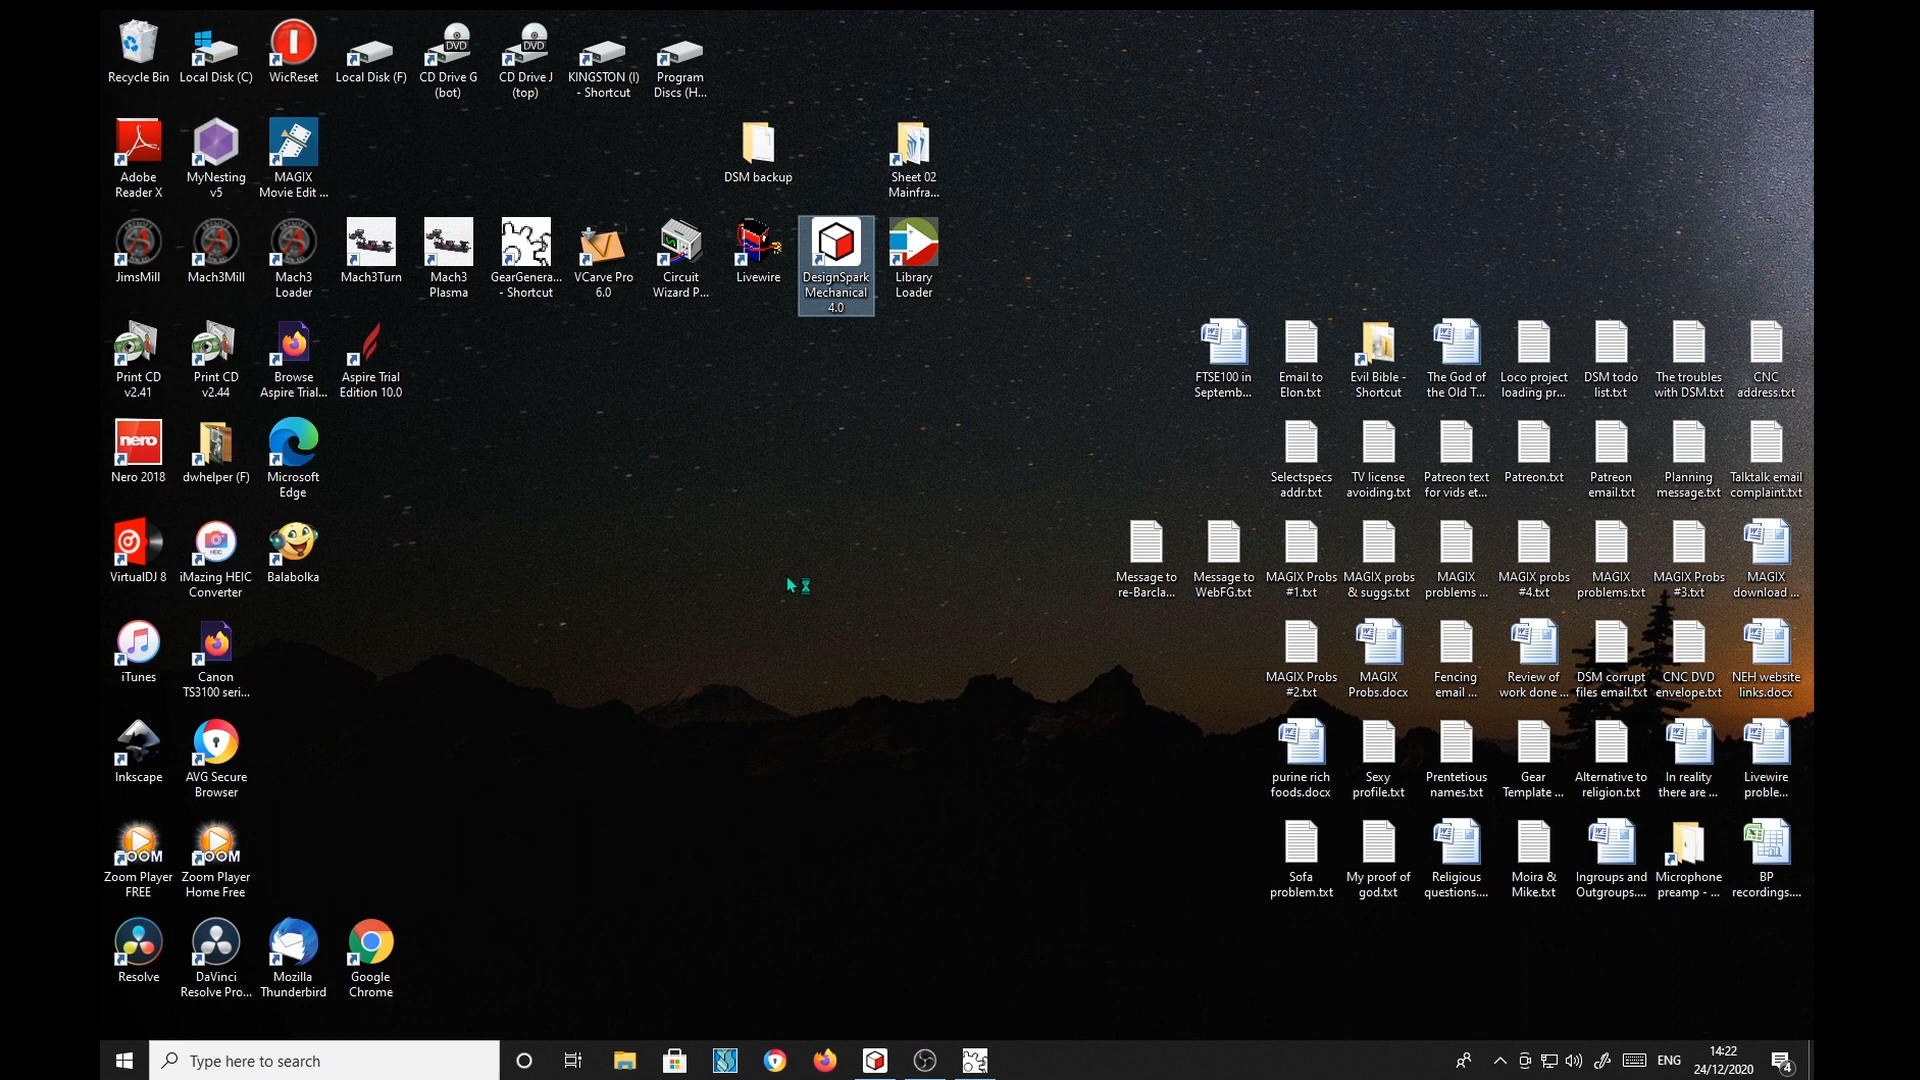 Recycle Bin
Local Disk (C)
WicReset
Local Disk (F)
CD Drive G
(bot)
CD Drive J
(top)
KINGSTON (I)
- Shortcut
Program
Discs (H...
Adobe
Reader X
MyNesting
v5
MAGIX
Movie Edit ...
DSM backup
Sheet 02
Mainfra...
JimsMill
Mach3Mill
Mach3
Loader
Mach3Turn
Mach3
Plasma
GearGenera...
- Shortcut
VCarve Pro
6.0
Circuit
Wizard P...
Livewire
DesignSpark
Mechanical
4.0
Library
Loader
Print CD
v2.41
Print CD
v2.44
Browse
Aspire Trial...
Aspire Trial
Edition 10.0
FTSE100 in
Septemb...
Email to
Elon.txt
Evil Bible -
Shortcut
The God of
the Old T...
Loco project
loading pr...
DSM todo
list.txt
The troubles
with DSM.txt
CNC
address.txt
nero
Nero 2018
dwhelper (F)
Microsoft
Edge
Selectspecs
addr.txt
TV license
avoiding.txt
Patreon text
for vids et...
Patreon.txt
Patreon
email.txt
Planning
message.txt
Talktalk email
complaint.txt
VirtualDJ 8
HEIC
iMazing HEIC
Converter
Balabolka
Message to
re-Barcla...
Message to
WebFG.txt
MAGIX Probs
#1.txt
MAGIX probs
& suggs.txt
MAGIX
problems ...
MAGIX probs
#4.txt
MAGIX
problems.txt
MAGIX Probs
#3.txt
MAGIX
download ...
iTunes
Canon
TS3100 seri...
MAGIX Probs
#2.txt
MAGIX
Probs.docx
Fencing
email ...
Review of
work done ...
DSM corrupt
files email.txt
CNC DVD
envelope.txt
NEH website
links.docx
Inkscape
AVG Secure
Browser
purine rich
foods.docx
Sexy
profile.txt
Prentetious
names.txt
Gear
Template ...
Alternative to
religion.txt
In reality
there are ...
Livewire
proble...
ZOOM
Zoom Player
FREE
ZOOM
Zoom Player
Home Free
Sofa
problem.txt
My proof of
god.txt
Religious
questions....
Moira &
Mike.txt
Ingroups and
Outgroups....
Microphone
preamp - ...
BP
recordings....
Resolve
DaVinci
Resolve Pro...
Mozilla
Thunderbird
Google
Chrome
Type here to search
ENG
14:22
24/12/2020
4